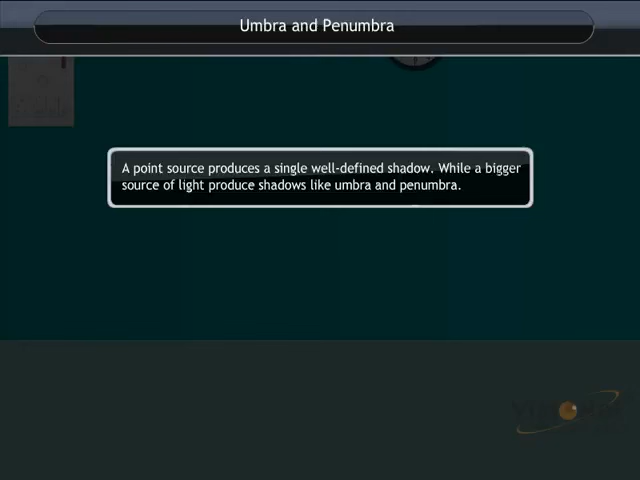 Umbra and Penumbra
A point source produces a single well-defined shadow. While a bigger
source of light produce shadows like umbra and penumbra.